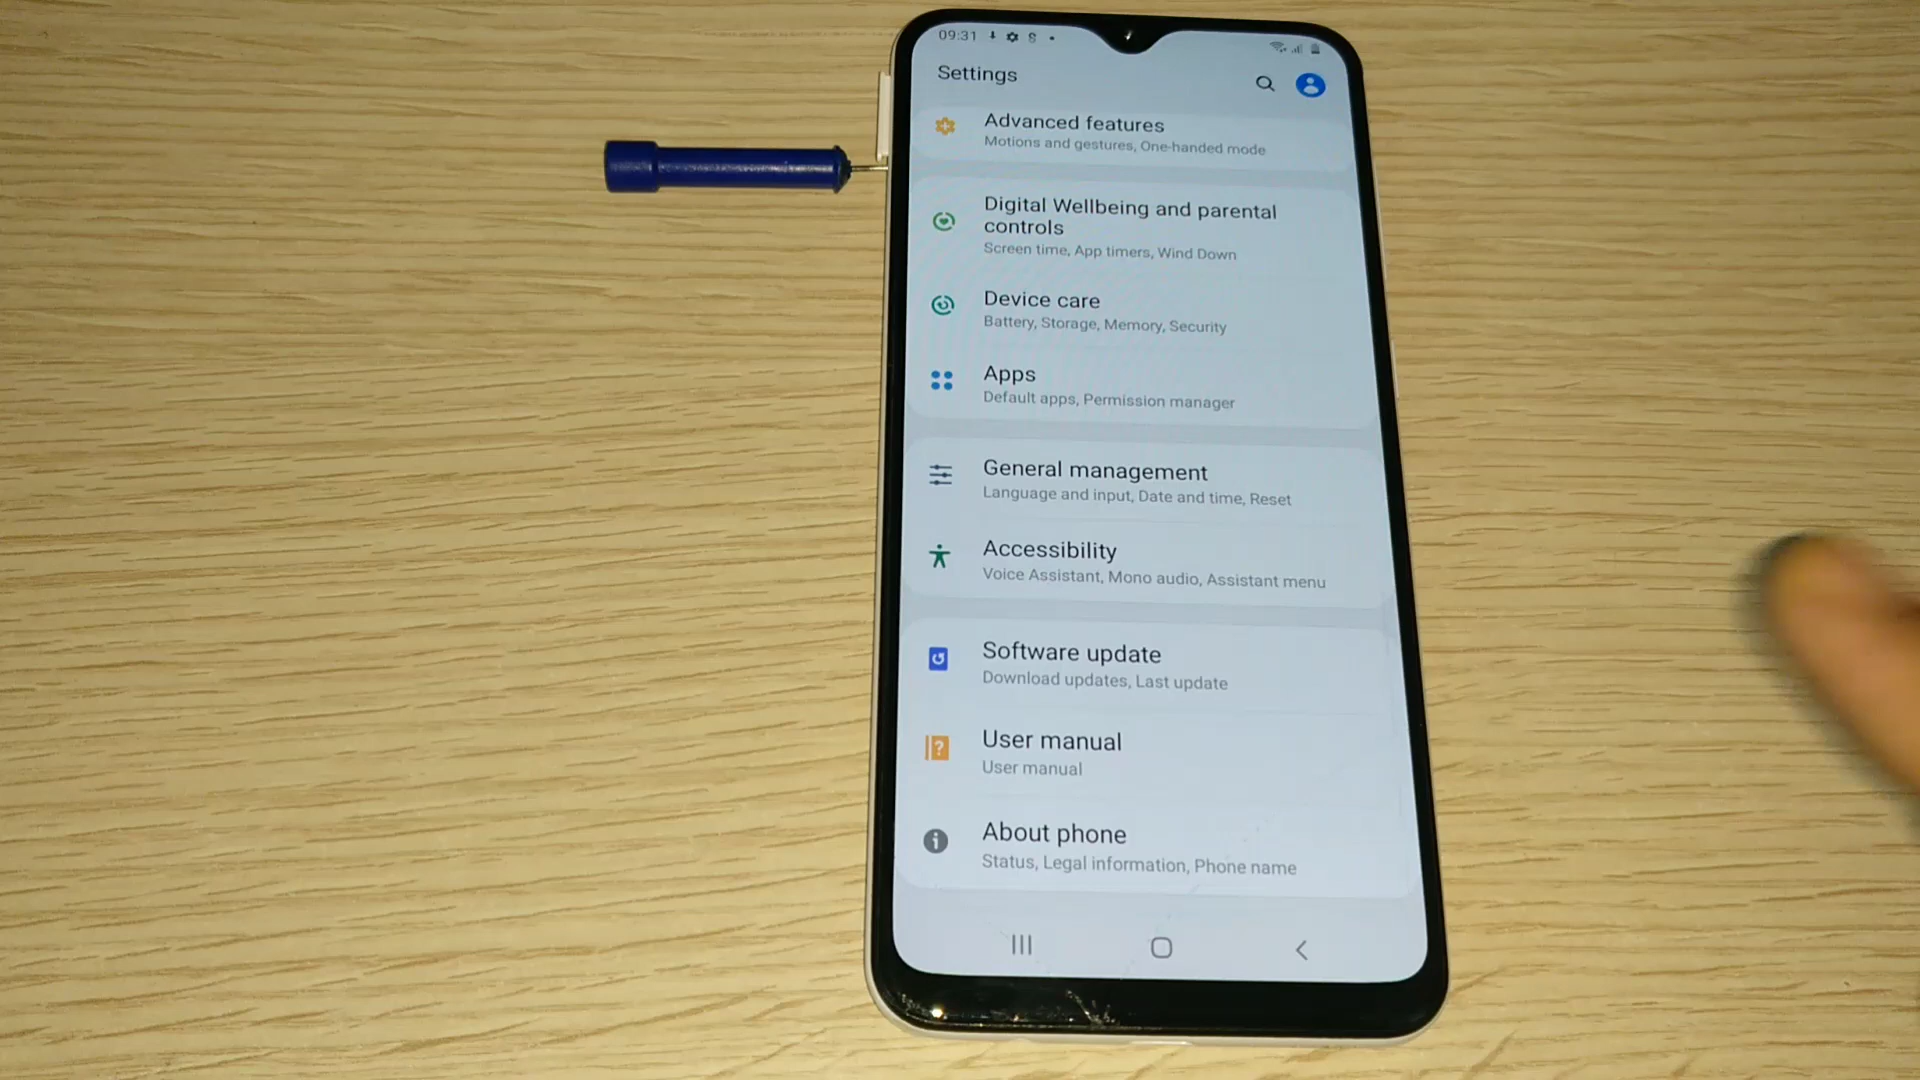 09:31
Settings
Advanced features
Motions and gestures, One-handed mode
Digital Wellbeing and parental
controls
Screen time, App timers, Wind Down
Device care
Battery, Storage, Memory, Security
Apps
Default apps, Permission manager
General management
Language and input, Date and time, Reset
Accessibility
Voice Assistant, Mono audio, Assistant menu
Software update
Download updates, Last update
User manual
User manual
About phone
Status, Legal information, Phone name